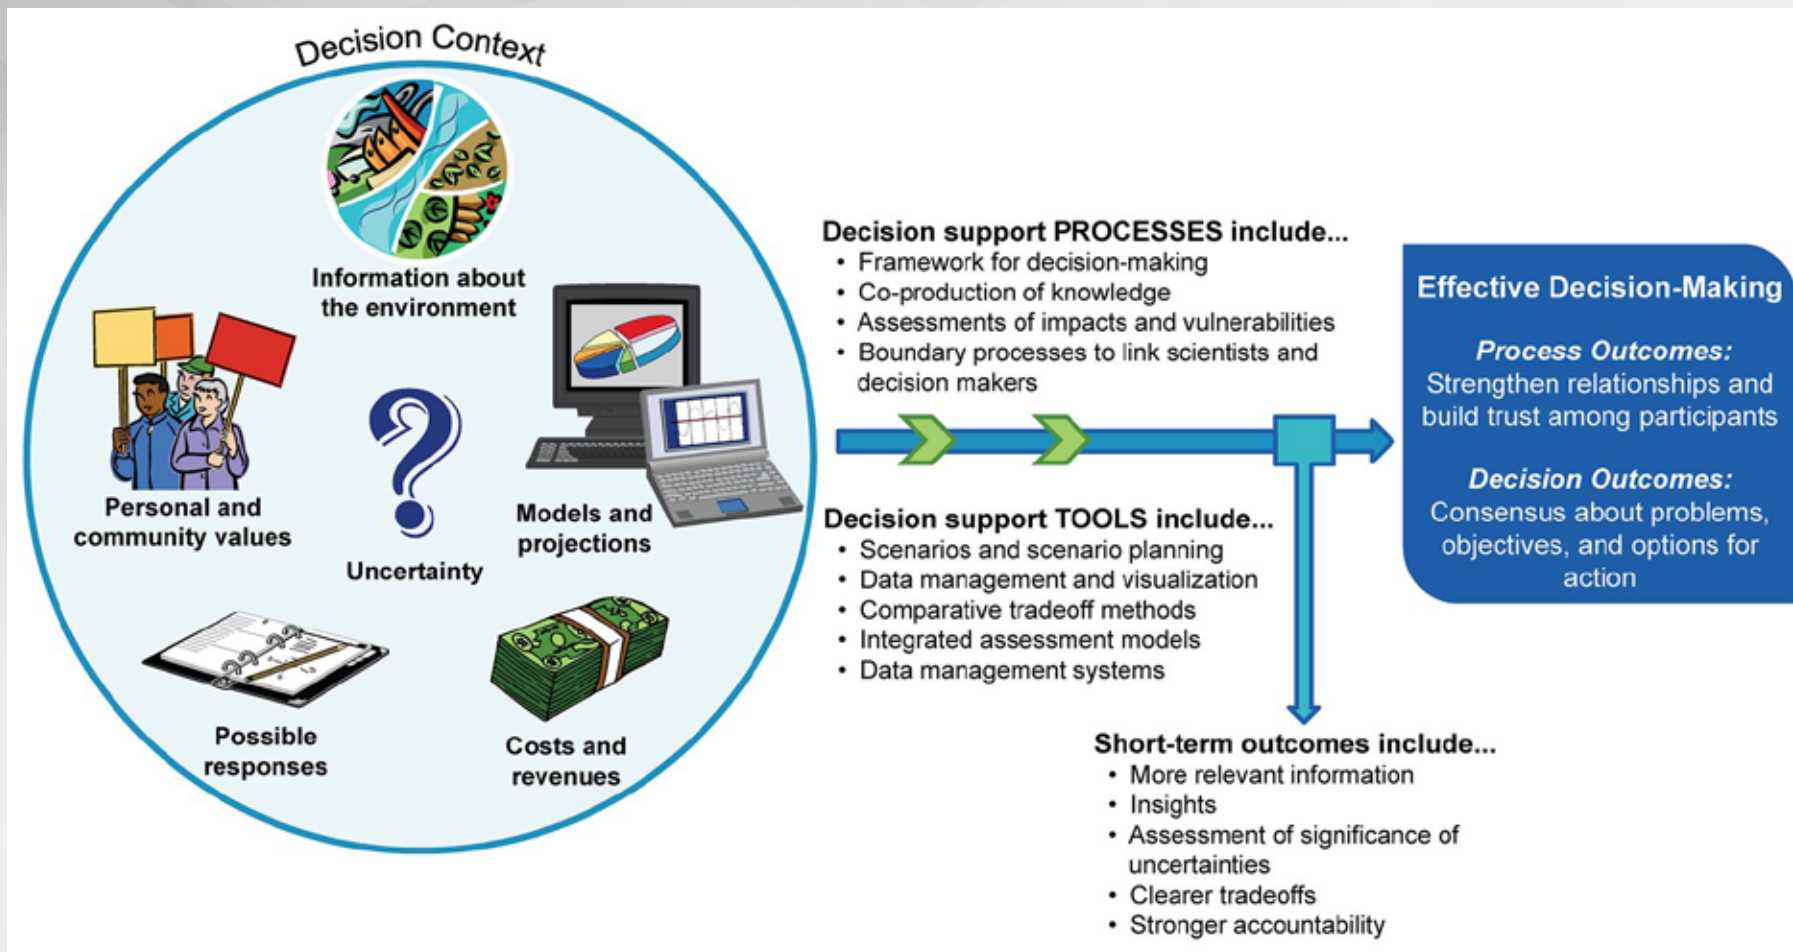 Decision Context
Information about
the environment
Personal and
community values
Uncertainty
Models and
projections
Possible
responses
Costs and
revenues
Decision support PROCESSES include...
• Framework for decision-making
• Co-production of knowledge
• Assessments of impacts and vulnerabilities
• Boundary processes to link scientists and
decision makers
Decision support TOOLS include...
• Scenarios and scenario planning
• Data management and visualization
• Comparative tradeoff methods
• Integrated assessment models
• Data management systems
Short-term outcomes include...
• More relevant information
• Insights
• Assessment of significance of
uncertainties
• Clearer tradeoffs
• Stronger accountability
Effective Decision-Making
Process Outcomes:
Strengthen relationships and
build trust among participants
Decision Outcomes:
Consensus about problems,
objectives, and options for
action